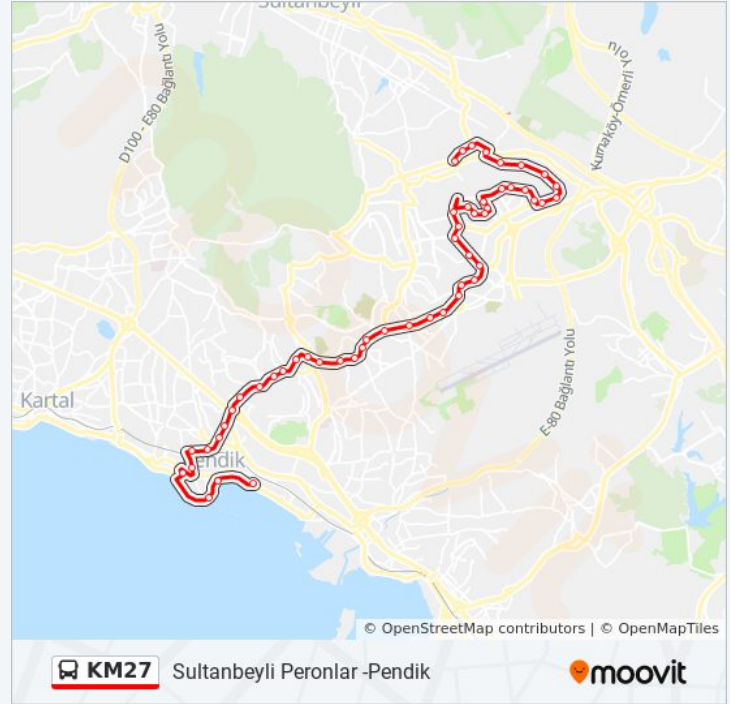 Sultanbeyli
D100 - E80 Bağlantı Yolu
Yolu
Kurnaköy-Ömerli
Kartal
E-80 Bağlantı Yolu
endik
© OpenStreetMap contributors | © OpenMapTiles
KM27 Sultanbeyli Peronlar -Pendik
moovit